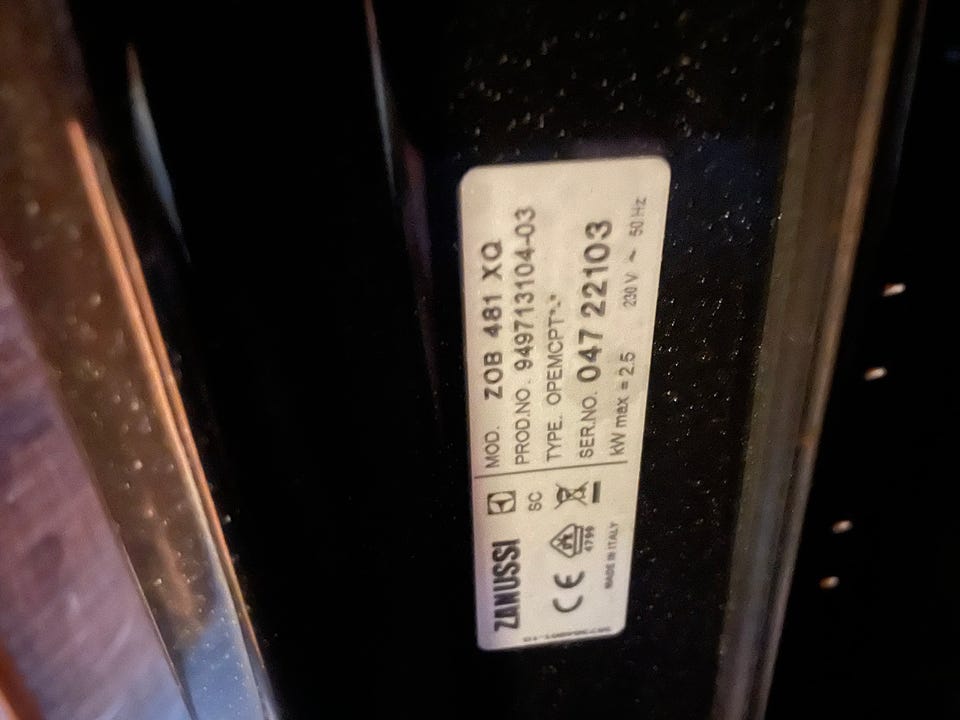 ZANUSSI
SC
CE
4799
MADE IN ITALY
MOD. ZOB 481 XQ
PROD.NO. 949713104-03
TYPE. OPEMCPT*.*
SER.NO. 047 22103
kW max = 2.5 230 V ~ 50 Hz